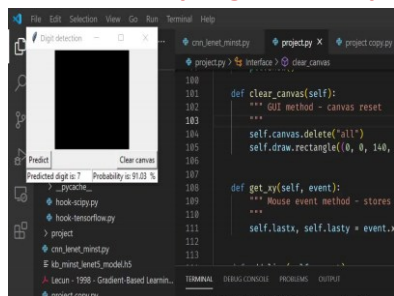 File Edit Selection View Go Run Terminal Help
Digit detection
cnn_lenet_minst.py
project.py X
project copy.py
project.py > interface > clear_canvas
100
101 def clear_canvas(self):
102 """ GUI method - canvas reset
103 """
104 self.canvas.delete("all")
105 self.draw.rectangle((0, 0, 140,
106
107
108 def get_xy(self, event):
109 """ Mouse event method - stores
110 """
111 self.lastx, self.lasty = event.x
112
113
Predict Clear canvas
Predicted digit is: 7 Probability is: 91.03 %
__pycache__
hook-scipy.py
hook-tensorflow.py
> project
cnn_lenet_minst.py
kb_minst_lenet5_model.h5
Lecun - 1998 - Gradient-Based Learnin...
project copy.py
TERMINAL DEBUG CONSOLE PROBLEMS OUTPUT